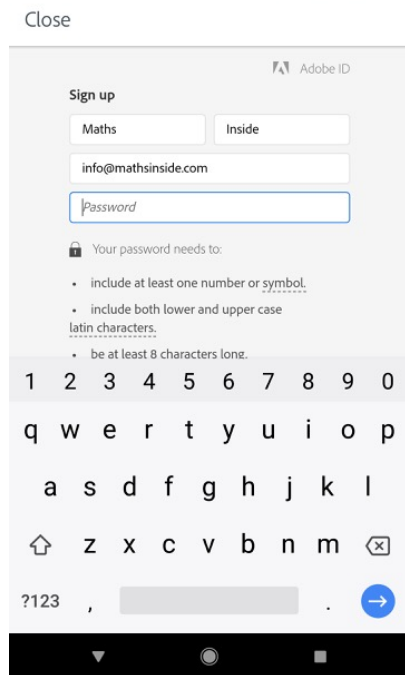 Close
Adobe ID
Sign up
Maths Inside
info@mathsinside.com
Password
Your password needs to:
• include at least one number or symbol.
• include both lower and upper case
latin characters.
• be at least 8 characters long.
1 2 3 4 5 6 7 8 9 0
q w e r t y u i o p
a s d f g h j k l
z x c v b n m
?123 , .